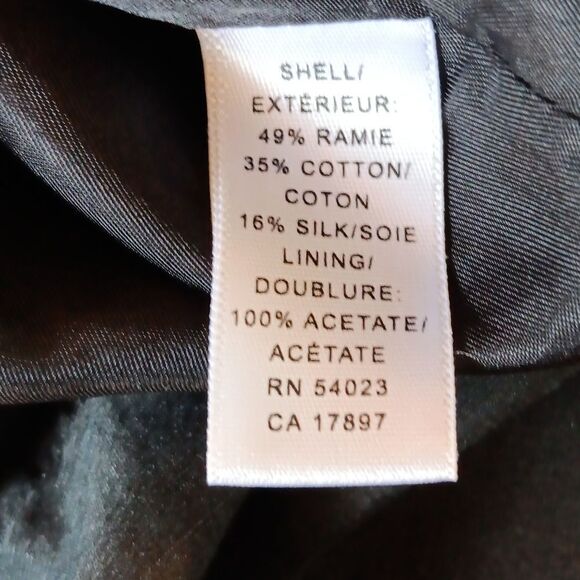 SHELL/
EXTÉRIEUR:
49% RAMIE
35% COTTON/
COTON
16% SILK/SOIE
LINING/
DOUBLURE:
100% ACETATE/
ACÉTATE
RN 54023
CA 17897